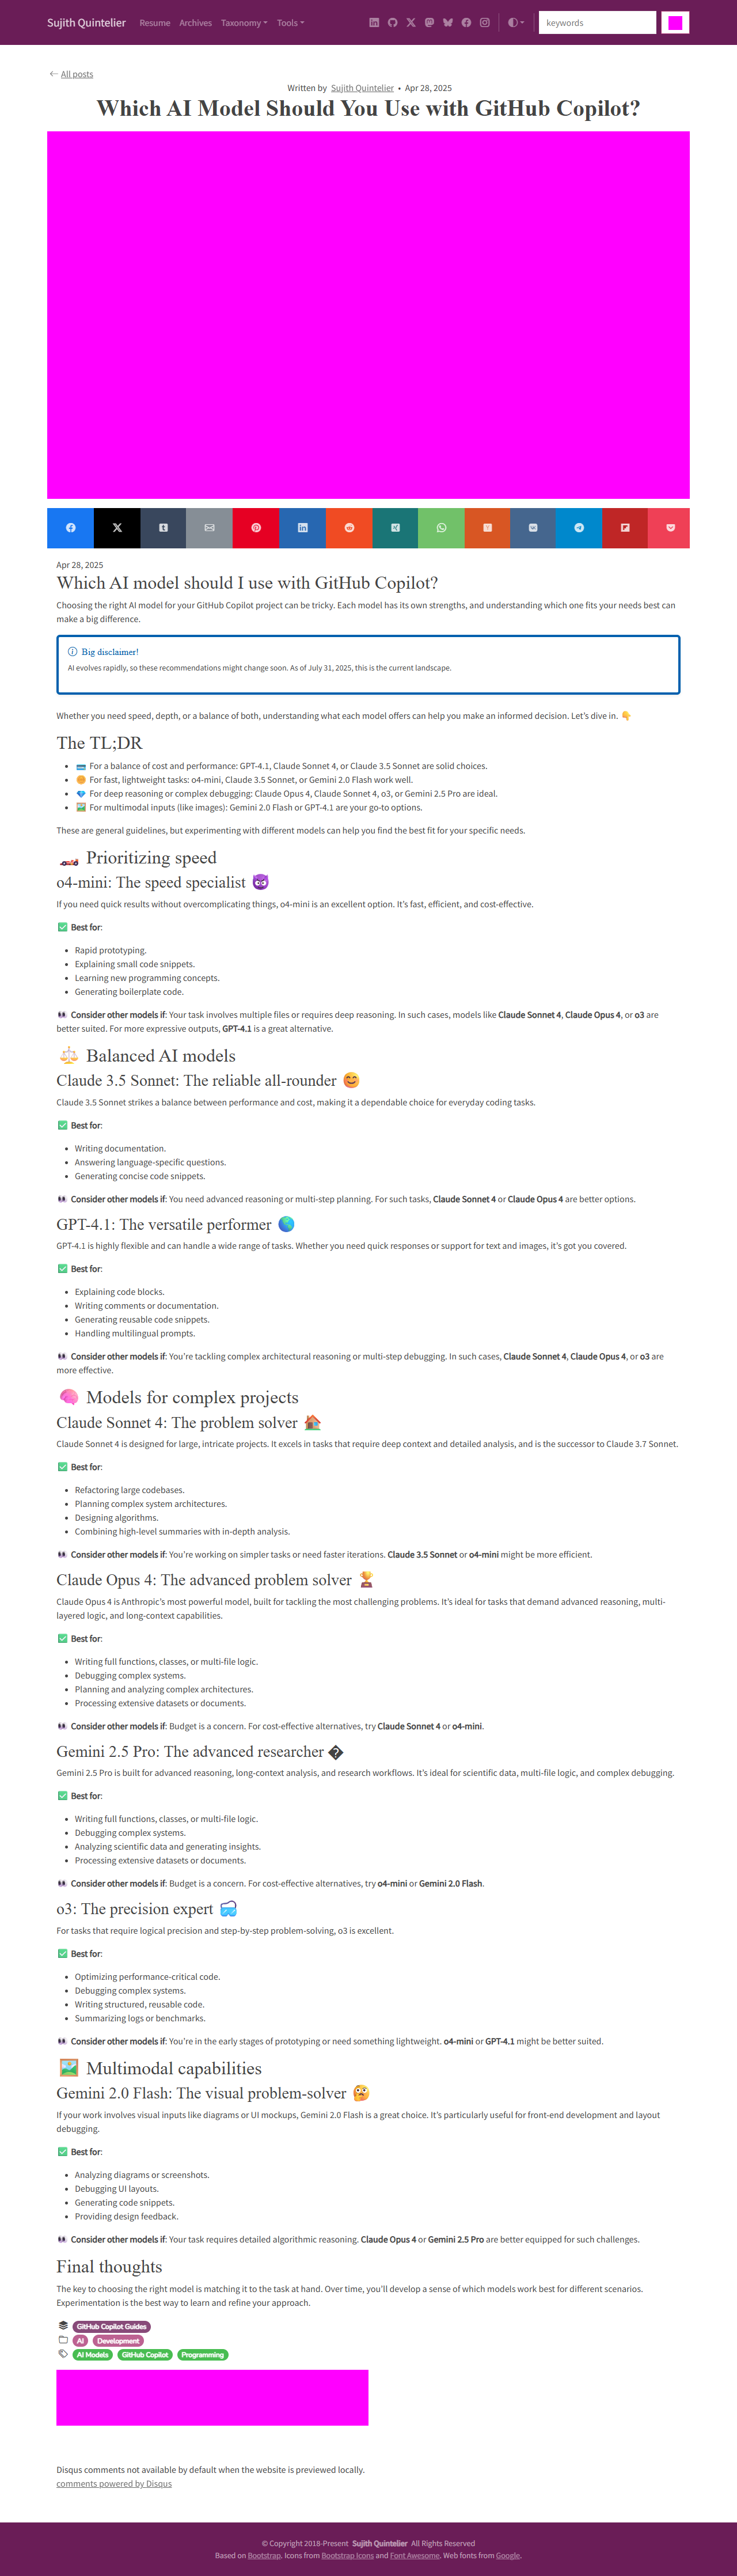 Sujith Quintelier Resume Archives Taxonomy Tools keywords
All posts
Written by Sujith Quintelier • Apr 28, 2025
Which AI Model Should You Use with GitHub Copilot?
Apr 28, 2025
Which AI model should I use with GitHub Copilot?
Choosing the right AI model for your GitHub Copilot project can be tricky. Each model has its own strengths, and understanding which one fits your needs best can
make a big difference.
Big disclaimer!
AI evolves rapidly, so these recommendations might change soon. As of July 31, 2025, this is the current landscape.
Whether you need speed, depth, or a balance of both, understanding what each model offers can help you make an informed decision. Let’s dive in. 👇
The TL;DR
• 💳 For a balance of cost and performance: GPT-4.1, Claude Sonnet 4, or Claude 3.5 Sonnet are solid choices.
• 🪙 For fast, lightweight tasks: o4-mini, Claude 3.5 Sonnet, or Gemini 2.0 Flash work well.
• 💎 For deep reasoning or complex debugging: Claude Opus 4, Claude Sonnet 4, o3, or Gemini 2.5 Pro are ideal.
• 🖼️ For multimodal inputs (like images): Gemini 2.0 Flash or GPT-4.1 are your go-to options.
These are general guidelines, but experimenting with different models can help you find the best fit for your specific needs.
🏎️ Prioritizing speed
o4-mini: The speed specialist 👿
If you need quick results without overcomplicating things, o4-mini is an excellent option. It’s fast, efficient, and cost-effective.
✅ Best for:
• Rapid prototyping.
• Explaining small code snippets.
• Learning new programming concepts.
• Generating boilerplate code.
👀 Consider other models if: Your task involves multiple files or requires deep reasoning. In such cases, models like Claude Sonnet 4, Claude Opus 4, or o3 are
better suited. For more expressive outputs, GPT-4.1 is a great alternative.
⚖️ Balanced AI models
Claude 3.5 Sonnet: The reliable all-rounder 😊
Claude 3.5 Sonnet strikes a balance between performance and cost, making it a dependable choice for everyday coding tasks.
✅ Best for:
• Writing documentation.
• Answering language-specific questions.
• Generating concise code snippets.
👀 Consider other models if: You need advanced reasoning or multi-step planning. For such tasks, Claude Sonnet 4 or Claude Opus 4 are better options.
GPT-4.1: The versatile performer 🌎
GPT-4.1 is highly flexible and can handle a wide range of tasks. Whether you need quick responses or support for text and images, it’s got you covered.
✅ Best for:
• Explaining code blocks.
• Writing comments or documentation.
• Generating reusable code snippets.
• Handling multilingual prompts.
👀 Consider other models if: You’re tackling complex architectural reasoning or multi-step debugging. In such cases, Claude Sonnet 4, Claude Opus 4, or o3 are
more effective.
🧠 Models for complex projects
Claude Sonnet 4: The problem solver 🏠
Claude Sonnet 4 is designed for large, intricate projects. It excels in tasks that require deep context and detailed analysis, and is the successor to Claude 3.7 Sonnet.
✅ Best for:
• Refactoring large codebases.
• Planning complex system architectures.
• Designing algorithms.
• Combining high-level summaries with in-depth analysis.
👀 Consider other models if: You’re working on simpler tasks or need faster iterations. Claude 3.5 Sonnet or o4-mini might be more efficient.
Claude Opus 4: The advanced problem solver 🏆
Claude Opus 4 is Anthropic’s most powerful model, built for tackling the most challenging problems. It’s ideal for tasks that demand advanced reasoning, multi-
layered logic, and long-context capabilities.
✅ Best for:
• Writing full functions, classes, or multi-file logic.
• Debugging complex systems.
• Planning and analyzing complex architectures.
• Processing extensive datasets or documents.
👀 Consider other models if: Budget is a concern. For cost-effective alternatives, try Claude Sonnet 4 or o4-mini.
Gemini 2.5 Pro: The advanced researcher �
Gemini 2.5 Pro is built for advanced reasoning, long-context analysis, and research workflows. It’s ideal for scientific data, multi-file logic, and complex debugging.
✅ Best for:
• Writing full functions, classes, or multi-file logic.
• Debugging complex systems.
• Analyzing scientific data and generating insights.
• Processing extensive datasets or documents.
👀 Consider other models if: Budget is a concern. For cost-effective alternatives, try o4-mini or Gemini 2.0 Flash.
o3: The precision expert 🤿
For tasks that require logical precision and step-by-step problem-solving, o3 is excellent.
✅ Best for:
• Optimizing performance-critical code.
• Debugging complex systems.
• Writing structured, reusable code.
• Summarizing logs or benchmarks.
👀 Consider other models if: You’re in the early stages of prototyping or need something lightweight. o4-mini or GPT-4.1 might be better suited.
🖼️ Multimodal capabilities
Gemini 2.0 Flash: The visual problem-solver 🤔
If your work involves visual inputs like diagrams or UI mockups, Gemini 2.0 Flash is a great choice. It’s particularly useful for front-end development and layout
debugging.
✅ Best for:
• Analyzing diagrams or screenshots.
• Debugging UI layouts.
• Generating code snippets.
• Providing design feedback.
👀 Consider other models if: Your task requires detailed algorithmic reasoning. Claude Opus 4 or Gemini 2.5 Pro are better equipped for such challenges.
Final thoughts
The key to choosing the right model is matching it to the task at hand. Over time, you’ll develop a sense of which models work best for different scenarios.
Experimentation is the best way to learn and refine your approach.
GitHub Copilot Guides
AI Development
AI Models GitHub Copilot Programming
Disqus comments not available by default when the website is previewed locally.
comments powered by Disqus
© Copyright 2018-Present Sujith Quintelier All Rights Reserved
Based on Bootstrap. Icons from Bootstrap Icons and Font Awesome. Web fonts from Google.